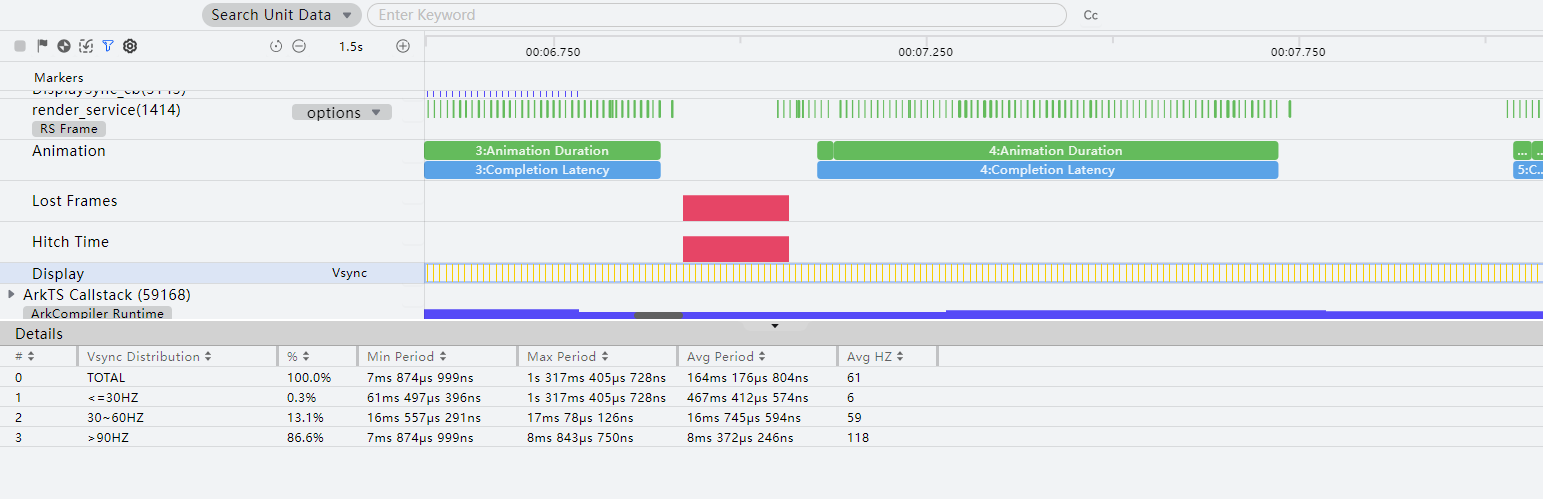 Search Unit Data Enter Keyword Cc
1.5s 00:06.750 00:07.250 00:07.750
Markers
DisplaySync_cb(5145)
render_service(1414) options
RS Frame
Animation 3:Animation Duration ... 4:Animation Duration ... ...
3:Completion Latency 4:Completion Latency 5:C...
Lost Frames
Hitch Time
Display Vsync
ArkTS Callstack (59168)
ArkCompiler Runtime
Details
# Vsync Distribution % Min Period Max Period Avg Period Avg HZ
0 TOTAL 100.0% 7ms 874μs 999ns 1s 317ms 405μs 728ns 164ms 176μs 804ns 61
1 <=30HZ 0.3% 61ms 497μs 396ns 1s 317ms 405μs 728ns 467ms 412μs 574ns 6
2 30~60HZ 13.1% 16ms 557μs 291ns 17ms 78μs 126ns 16ms 745μs 594ns 59
3 >90HZ 86.6% 7ms 874μs 999ns 8ms 843μs 750ns 8ms 372μs 246ns 118